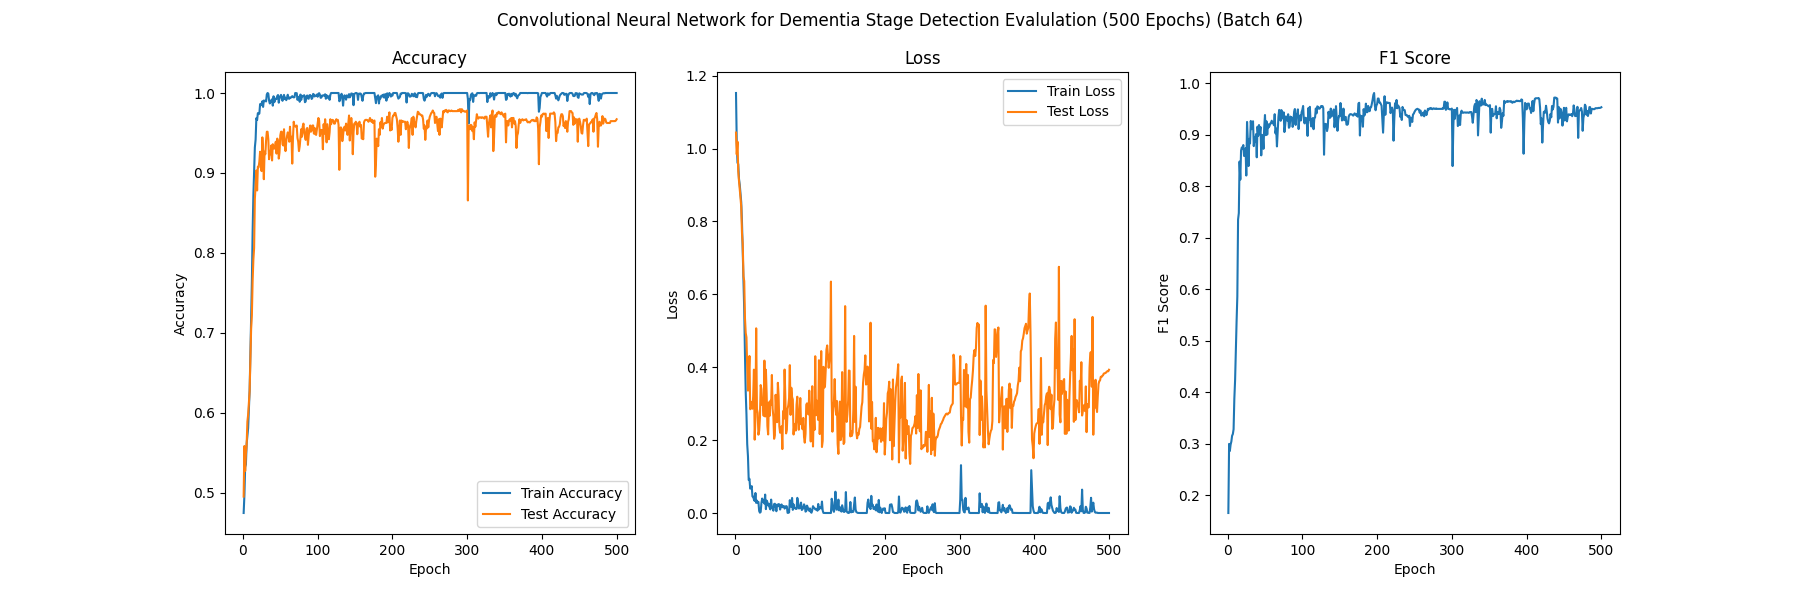 Convolutional Neural Network for Dementia Stage Detection Evalulation (500 Epochs) (Batch 64)
Accuracy
1.0
0.9
0.8
0.7
0.6
0.5
Accuracy
0 100 200 300 400 500
Epoch
Train Accuracy
Test Accuracy
Loss
1.2
1.0
0.8
0.6
0.4
0.2
0.0
Loss
0 100 200 300 400 500
Epoch
Train Loss
Test Loss
F1 Score
1.0
0.9
0.8
0.7
0.6
0.5
0.4
0.3
0.2
F1 Score
0 100 200 300 400 500
Epoch